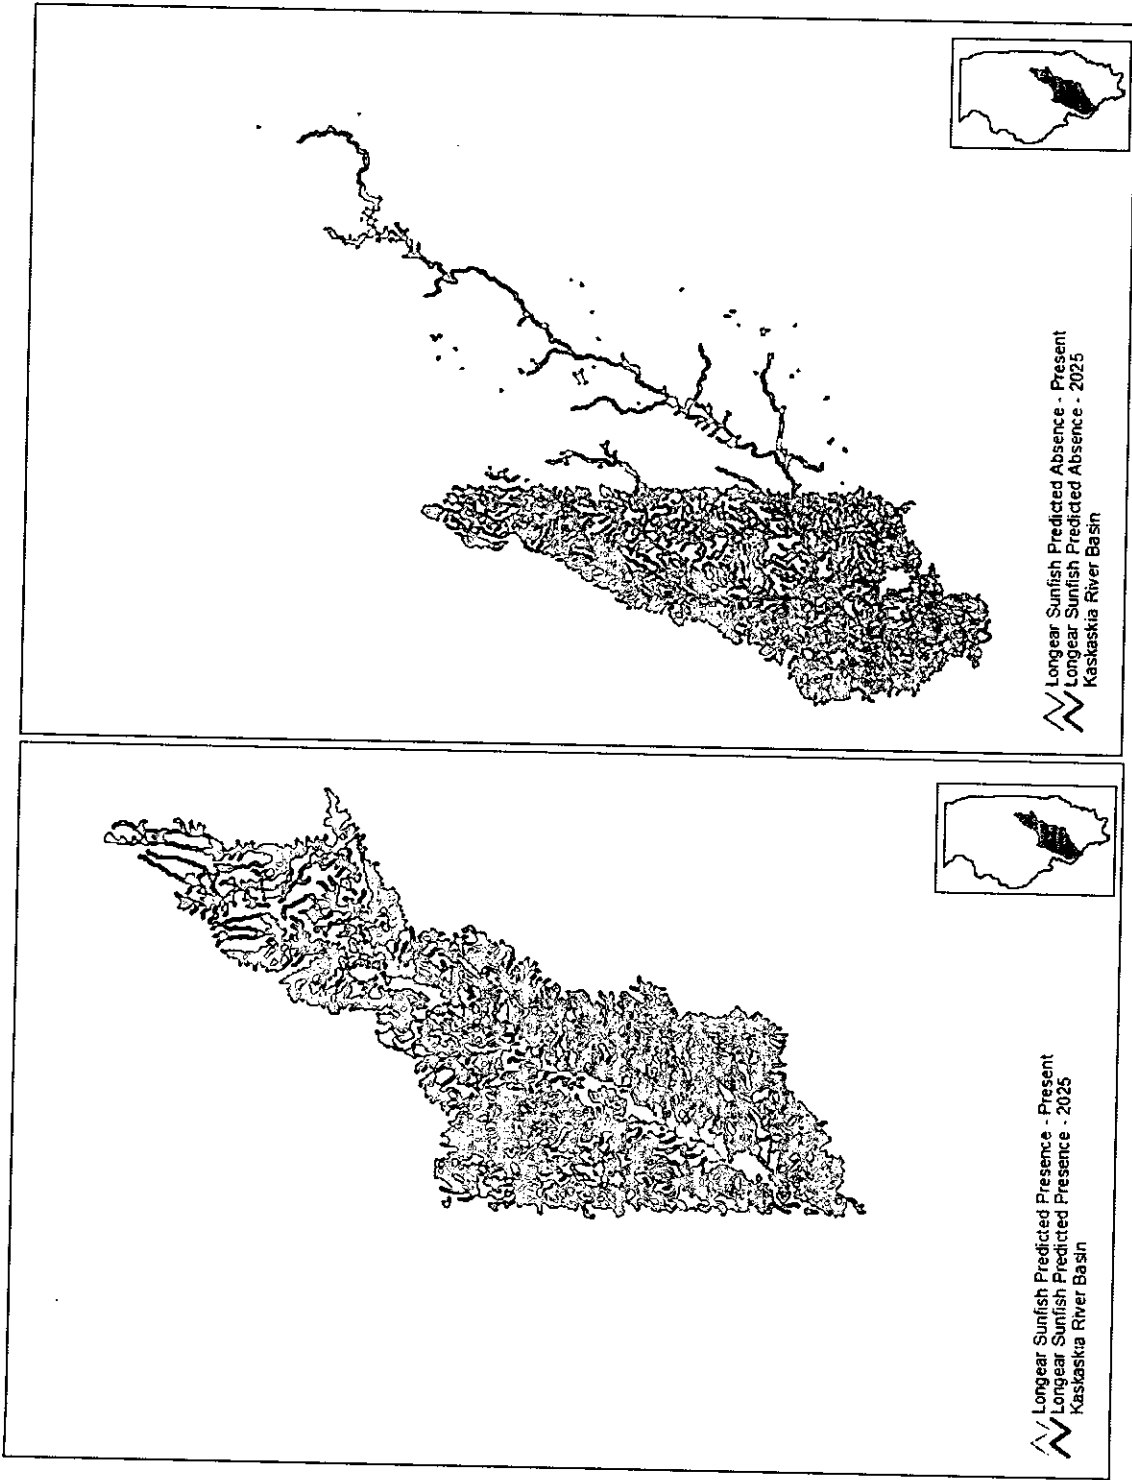 Longear Sunfish Predicted Absence - Present
Longear Sunfish Predicted Absence - 2025
Kaskaskia River Basin
Longear Sunfish Predicted Presence - Present
Longear Sunfish Predicted Presence - 2025
Kaskaskia River Basin